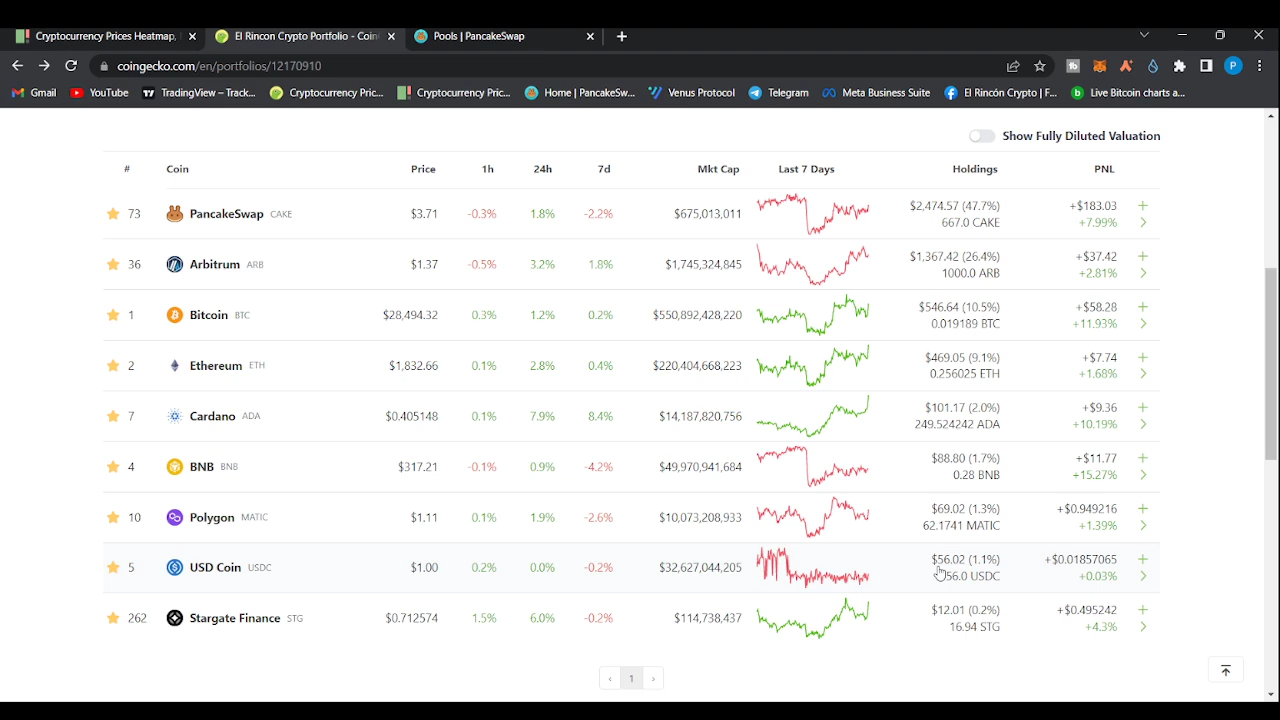 Cryptocurrency Prices Heatmap,
El Rincon Crypto Portfolio - Coin
Pools | PancakeSwap
coingecko.com/en/portfolios/12170910
Gmail
YouTube
TradingView – Track...
Cryptocurrency Pric...
Cryptocurrency Pric...
Home | PancakeSw...
Venus Protocol
Telegram
Meta Business Suite
El Rincón Crypto | F...
Live Bitcoin charts a...
Show Fully Diluted Valuation
# Coin Price 1h 24h 7d Mkt Cap Last 7 Days Holdings PNL
73 PancakeSwap CAKE $3.71 -0.3% 1.8% -2.2% $675,013,011 $2,474.57 (47.7%) +$183.03
667.0 CAKE +7.99%
36 Arbitrum ARB $1.37 -0.5% 3.2% 1.8% $1,745,324,845 $1,367.42 (26.4%) +$37.42
1000.0 ARB +2.81%
1 Bitcoin BTC $28,494.32 0.3% 1.2% 0.2% $550,892,428,220 $546.64 (10.5%) +$58.28
0.019189 BTC +11.93%
2 Ethereum ETH $1,832.66 0.1% 2.8% 0.4% $220,404,668,223 $469.05 (9.1%) +$7.74
0.256025 ETH +1.68%
7 Cardano ADA $0.405148 0.1% 7.9% 8.4% $14,187,820,756 $101.17 (2.0%) +$9.36
249.524242 ADA +10.19%
4 BNB BNB $317.21 -0.1% 0.9% -4.2% $49,970,941,684 $88.80 (1.7%) +$11.77
0.28 BNB +15.27%
10 Polygon MATIC $1.11 0.1% 1.9% -2.6% $10,073,208,933 $69.02 (1.3%) +$0.949216
62.1741 MATIC +1.39%
5 USD Coin USDC $1.00 0.2% 0.0% -0.2% $32,627,044,205 $56.02 (1.1%) +$0.01857065
56.0 USDC +0.03%
262 Stargate Finance STG $0.712574 1.5% 6.0% -0.2% $114,738,437 $12.01 (0.2%) +$0.495242
16.94 STG +4.3%
1